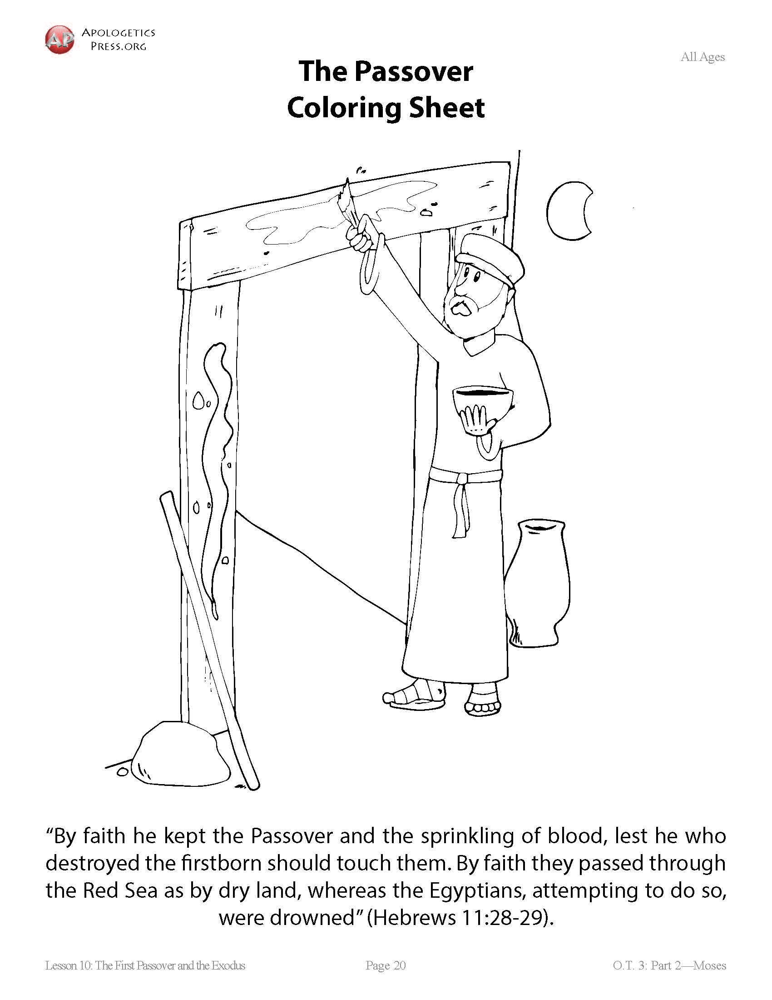 AP
APOLOGETICS
PRESS.ORG
All Ages
The Passover
Coloring Sheet
“By faith he kept the Passover and the sprinkling of blood, lest he who
destroyed the firstborn should touch them. By faith they passed through
the Red Sea as by dry land, whereas the Egyptians, attempting to do so,
were drowned” (Hebrews 11:28-29).
Lesson 10: The First Passover and the Exodus
Page 20
O.T. 3: Part 2—Moses